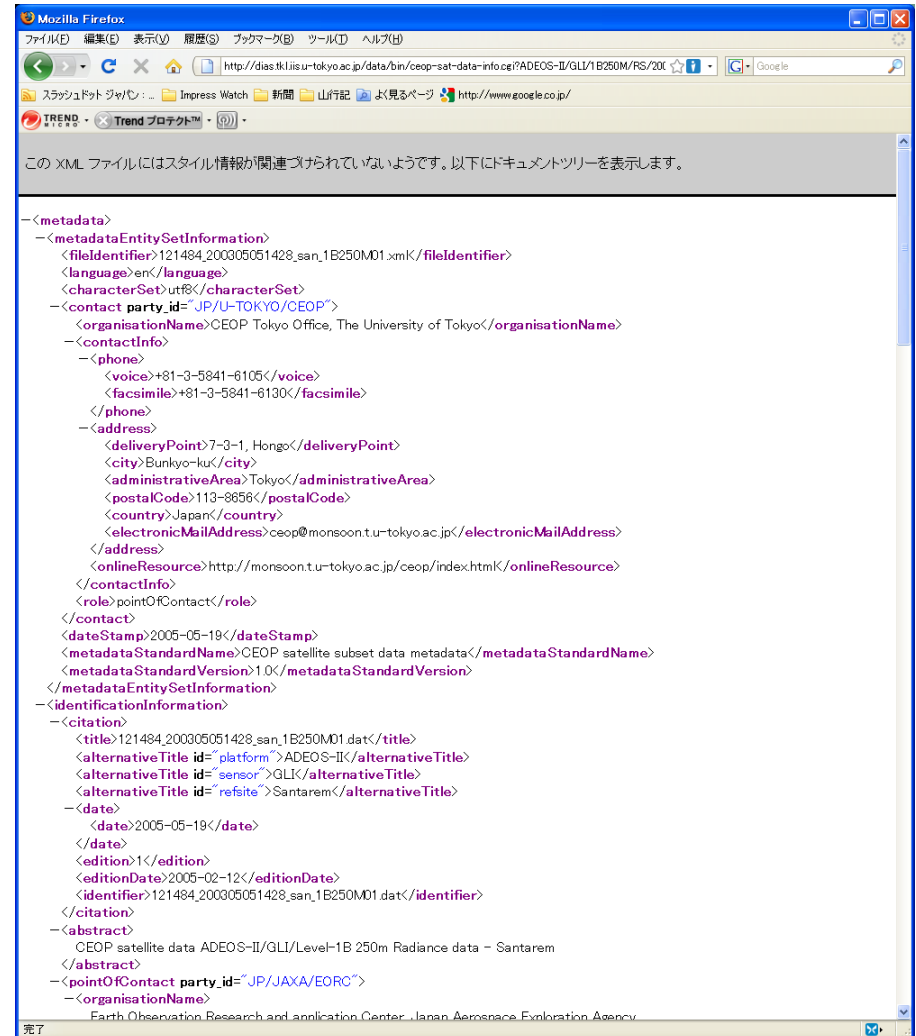 Mozilla Firefox
ファイル(F) 編集(E) 表示(V) 履歴(S) ブックマーク(B) ツール(T) ヘルプ(H)
http://dias.tkl.iis.u-tokyo.ac.jp/data/bin/ceop-sat-data-info.cgi?ADEOS-II/GLI/1B250M/RS/200 Google
スラッシュドット ジャパン : ... Impress Watch 新聞 山行記 よく見るページ http://www.google.co.jp/
TREND MICRO Trend プロテクト™
この XML ファイルにはスタイル情報が関連づけられていないようです。以下にドキュメントツリーを表示します。
−<metadata>
−<metadataEntitySetInformation>
<fileIdentifier>121484_200305051428_san_1B250M01.xml</fileIdentifier>
<language>en</language>
<characterSet>utf8</characterSet>
−<contact party_id="JP/U-TOKYO/CEOP">
<organisationName>CEOP Tokyo Office, The University of Tokyo</organisationName>
−<contactInfo>
−<phone>
<voice>+81-3-5841-6105</voice>
<facsimile>+81-3-5841-6130</facsimile>
</phone>
−<address>
<deliveryPoint>7-3-1, Hongo</deliveryPoint>
<city>Bunkyo-ku</city>
<administrativeArea>Tokyo</administrativeArea>
<postalCode>113-8656</postalCode>
<country>Japan</country>
<electronicMailAddress>ceop@monsoon.t.u-tokyo.ac.jp</electronicMailAddress>
</address>
<onlineResource>http://monsoon.t.u-tokyo.ac.jp/ceop/index.html</onlineResource>
</contactInfo>
<role>pointOfContact</role>
</contact>
<dateStamp>2005-05-19</dateStamp>
<metadataStandardName>CEOP satellite subset data metadata</metadataStandardName>
<metadataStandardVersion>1.0</metadataStandardVersion>
</metadataEntitySetInformation>
−<identificationInformation>
−<citation>
<title>121484_200305051428_san_1B250M01.dat</title>
<alternativeTitle id="platform">ADEOS-II</alternativeTitle>
<alternativeTitle id="sensor">GLI</alternativeTitle>
<alternativeTitle id="refsite">Santarem</alternativeTitle>
−<date>
<date>2005-05-19</date>
</date>
<edition>1</edition>
<editionDate>2005-02-12</editionDate>
<identifier>121484_200305051428_san_1B250M01.dat</identifier>
</citation>
−<abstract>
CEOP satellite data ADEOS-II/GLI/Level-1B 250m Radiance data - Santarem
</abstract>
−<pointOfContact party_id="JP/JAXA/EORC">
−<organisationName>
Earth Observation Research and application Center, Japan Aerospace Exploration Agency
完了